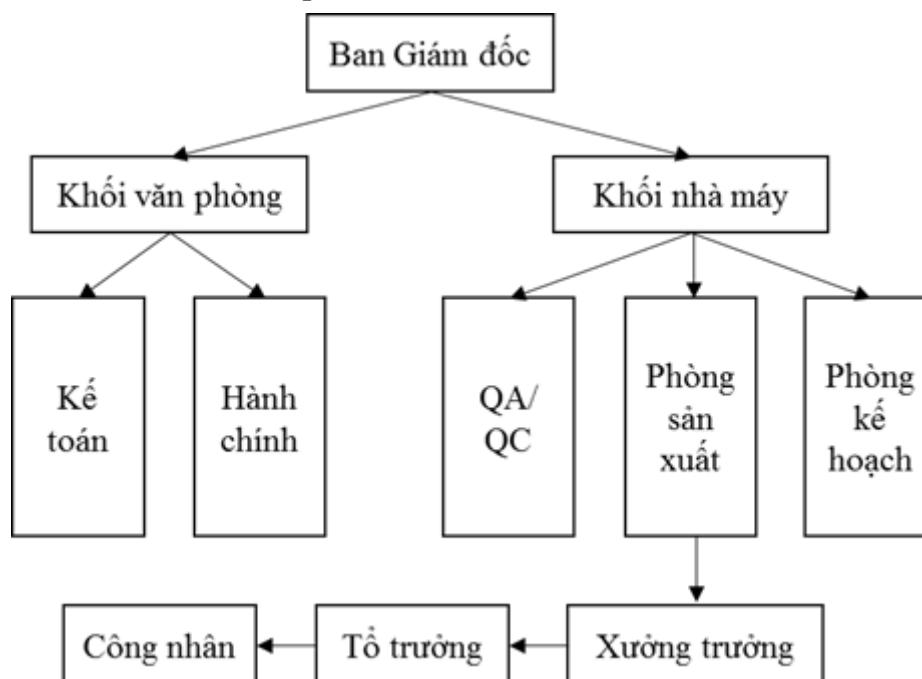 Ban Giám đốc
Khối văn phòng
Khối nhà máy
Kế
toán
Hành
chính
QA/
QC
Phòng
sản
xuất
Phòng
kế
hoạch
Công nhân
Tổ trưởng
Xưởng trưởng